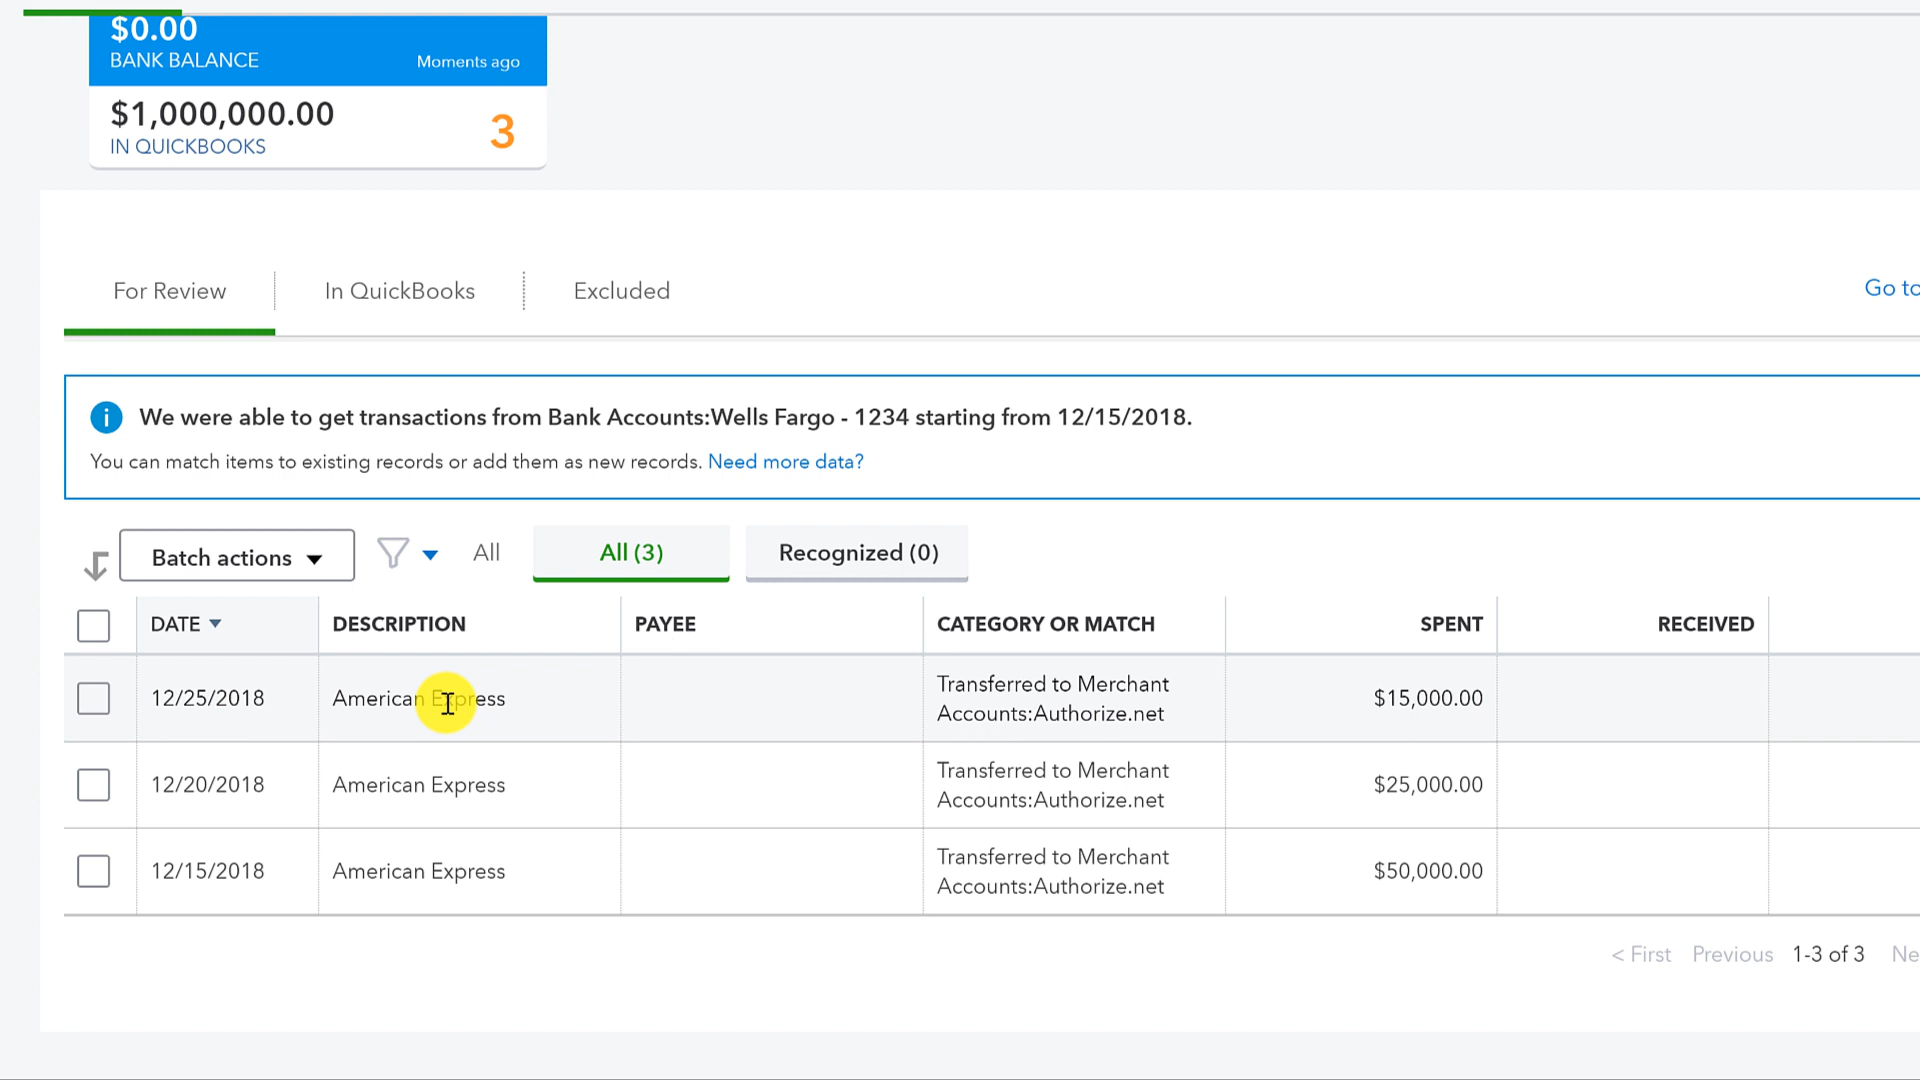 $0.00
BANK BALANCE Moments ago
$1,000,000.00
IN QUICKBOOKS
3
For Review In QuickBooks Excluded Go to
We were able to get transactions from Bank Accounts:Wells Fargo - 1234 starting from 12/15/2018.
You can match items to existing records or add them as new records. Need more data?
Batch actions All All (3) Recognized (0)
DATE DESCRIPTION PAYEE CATEGORY OR MATCH SPENT RECEIVED
12/25/2018 American Express Transferred to Merchant
Accounts:Authorize.net $15,000.00
12/20/2018 American Express Transferred to Merchant
Accounts:Authorize.net $25,000.00
12/15/2018 American Express Transferred to Merchant
Accounts:Authorize.net $50,000.00
< First Previous 1-3 of 3 Ne